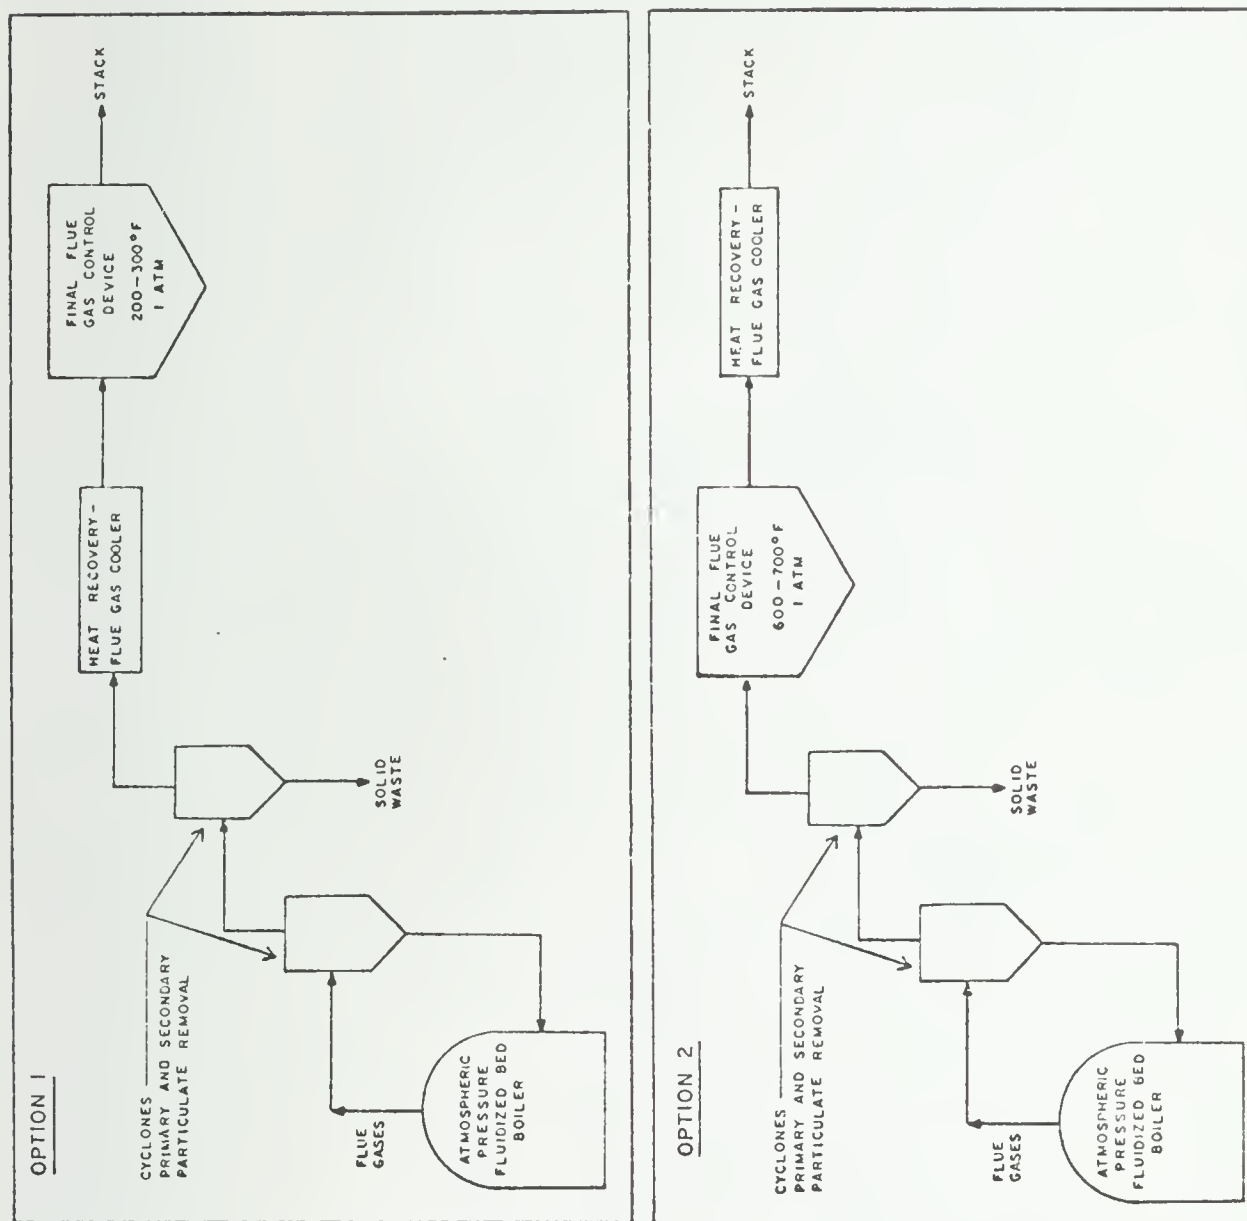 OPTION 1
CYCLONES
PRIMARY AND SECONDARY
PARTICULATE REMOVAL
FLUE
GASES
ATMOSPHERIC
PRESSURE
FLUIDIZED BED
BOILER
SOLID
WASTE
HEAT RECOVERY-
FLUE GAS COOLER
FINAL FLUE
GAS CONTROL
DEVICE
200-300°F
1 ATM
STACK
OPTION 2
CYCLONES
PRIMARY AND SECONDARY
PARTICULATE REMOVAL
FLUE
GASES
ATMOSPHERIC
PRESSURE
FLUIDIZED BED
BOILER
SOLID
WASTE
FINAL FLUE
GAS CONTROL
DEVICE
600-700°F
1 ATM
HEAT RECOVERY-
FLUE GAS COOLER
STACK